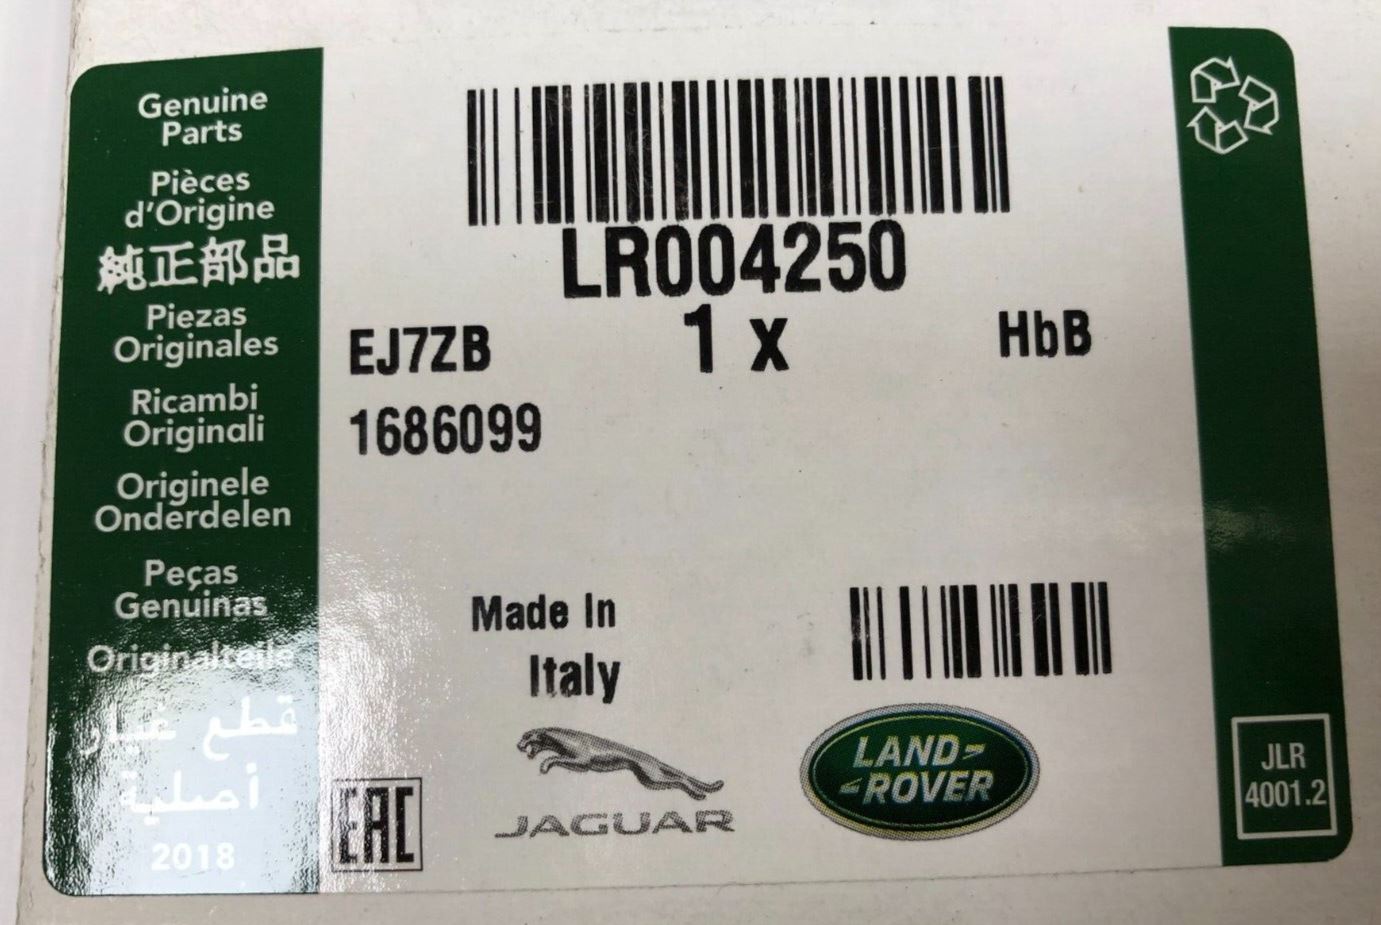 Genuine
Parts
Pièces
d'Origine
純正部品
Piezas
Originales
Ricambi
Originali
Originele
Onderdelen
Peças
Genuinas
Originalteile
قطع غيار
أصلية
2018
LR004250
EJ7ZB
1 x
HbB
1686099
Made In
Italy
EAC
JAGUAR
LAND-
-ROVER
JLR
4001.2